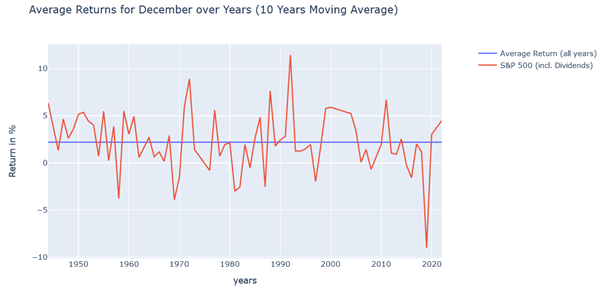 Average Returns for December over Years (10 Years Moving Average)
Average Return (all years)
S&P 500 (incl. Dividends)
Return in %
10
5
0
−5
−10
1950 1960 1970 1980 1990 2000 2010 2020
years